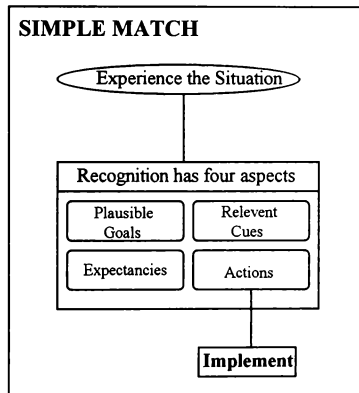 SIMPLE MATCH
Experience the Situation
Recognition has four aspects
Plausible
Goals
Relevent
Cues
Expectancies
Actions
Implement